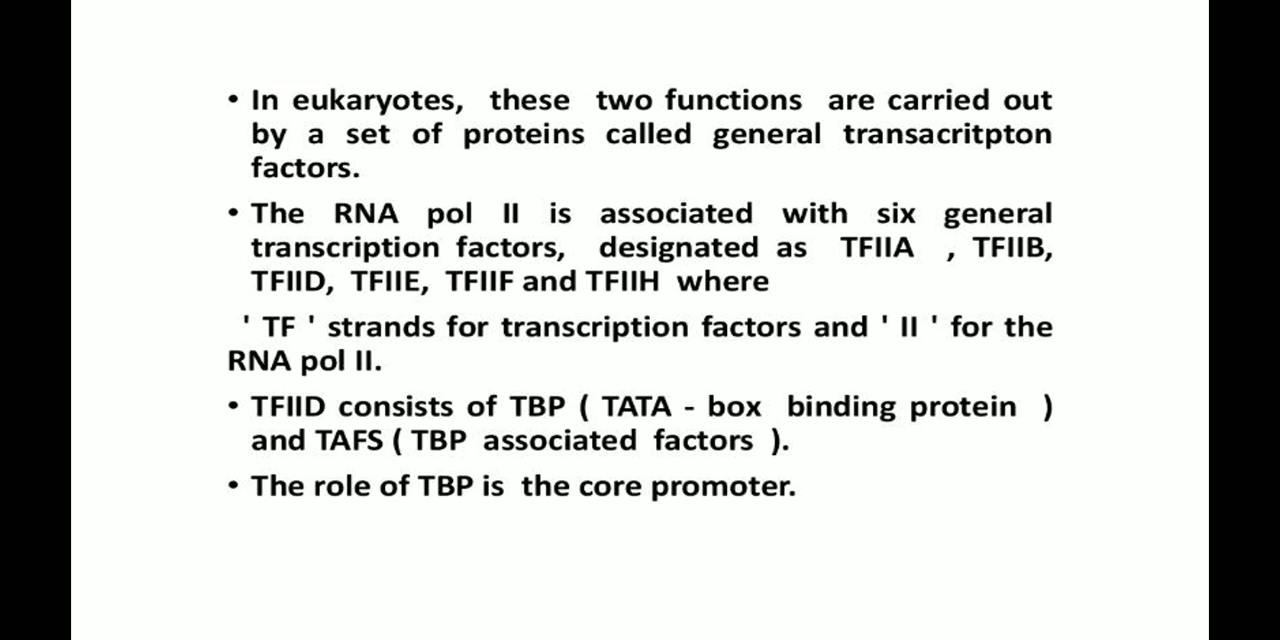 • In eukaryotes, these two functions are carried out
by a set of proteins called general transacritpton
factors.
• The RNA pol II is associated with six general
transcription factors, designated as TFIIA , TFIIB,
TFIID, TFIIE, TFIIF and TFIIH where
' TF ' strands for transcription factors and ' II ' for the
RNA pol II.
• TFIID consists of TBP ( TATA - box binding protein )
and TAFS ( TBP associated factors ).
• The role of TBP is the core promoter.